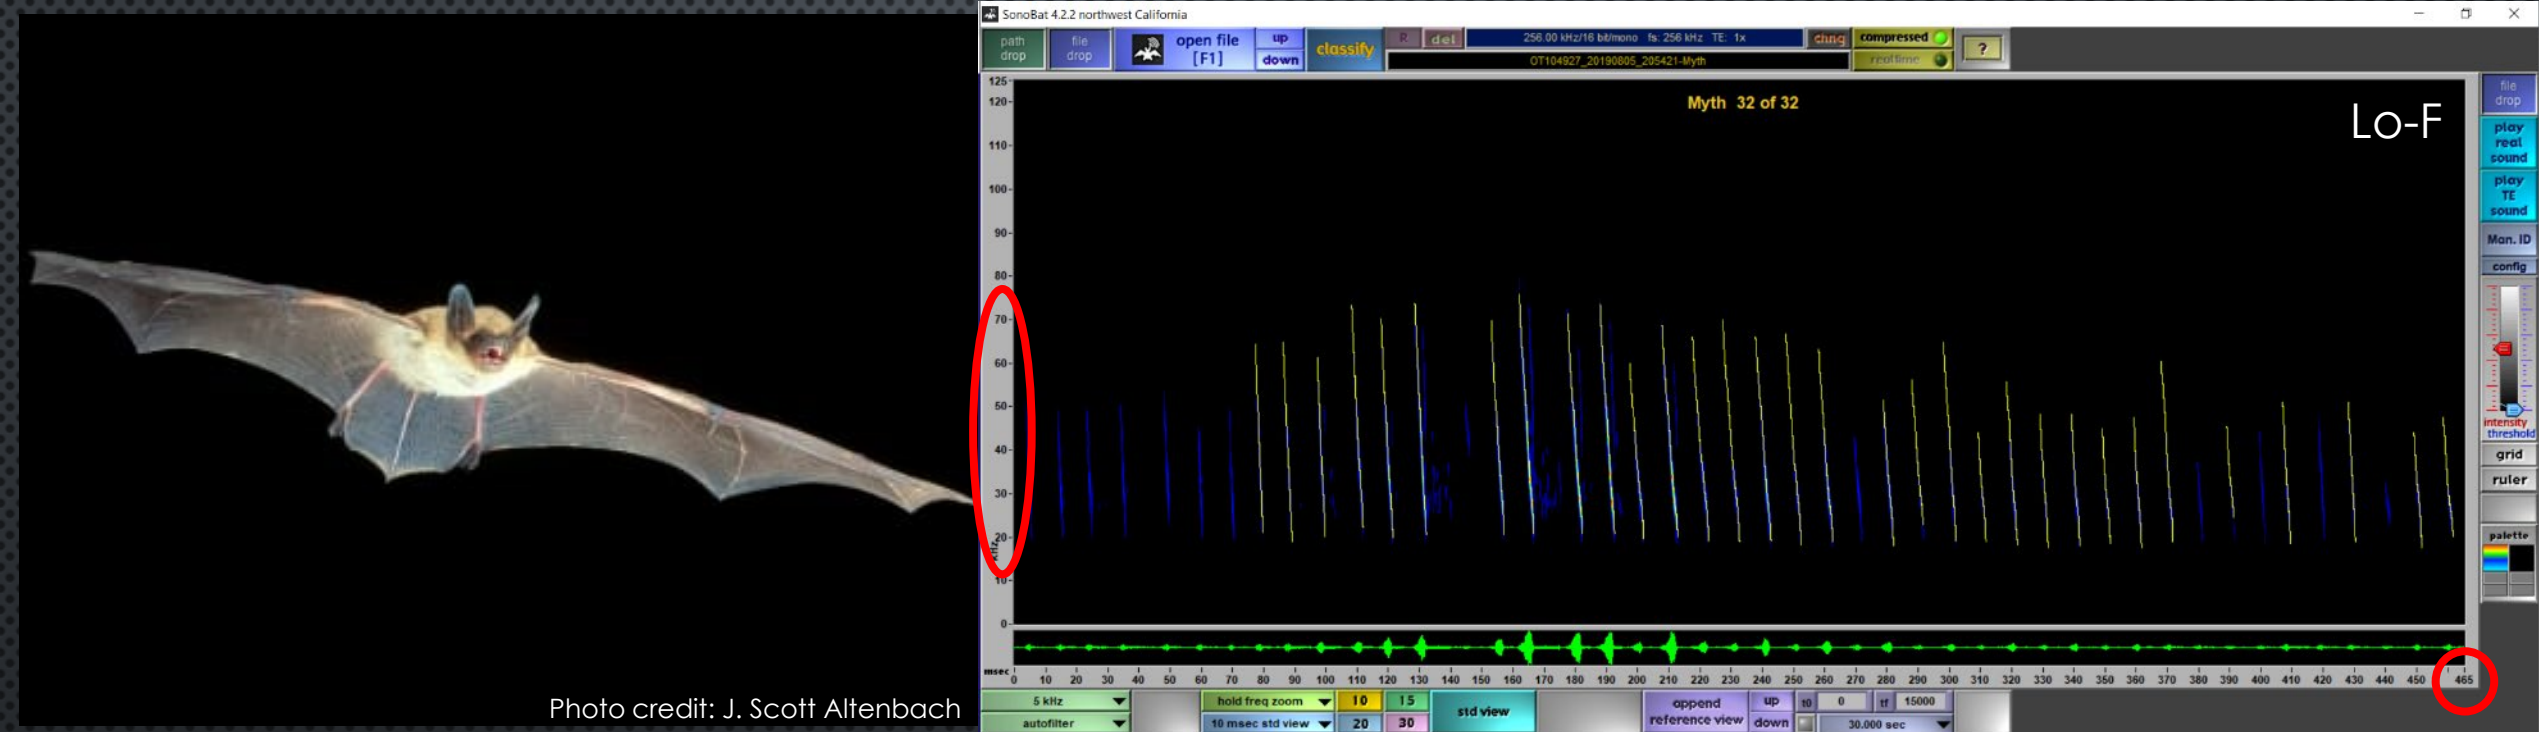 SonoBat 4.2.2 northwest California
path drop
file drop
open file [F1]
up
down
classify
R
del
256.00 kHz/16 bit/mono fs: 256 kHz TE: 1x
OT104927_20190805_205421-Myth
chng
compressed
realtime
?
Myth 32 of 32
Lo-F
125
120
110
100
90
80
70
60
50
40
30
20
kHz
10
0
file drop
play real sound
play TE sound
Man. ID
config
intensity
threshold
grid
ruler
palette
msec
0 10 20 30 40 50 60 70 80 90 100 110 120 130 140 150 160 170 180 190 200 210 220 230 240 250 260 270 280 290 300 310 320 330 340 350 360 370 380 390 400 410 420 430 440 450 465
Photo credit: J. Scott Altenbach
5 kHz
autofilter
hold freq zoom
10 msec std view
10
15
20
30
std view
append reference view
up
down
t0 0
tf 15000
30.000 sec